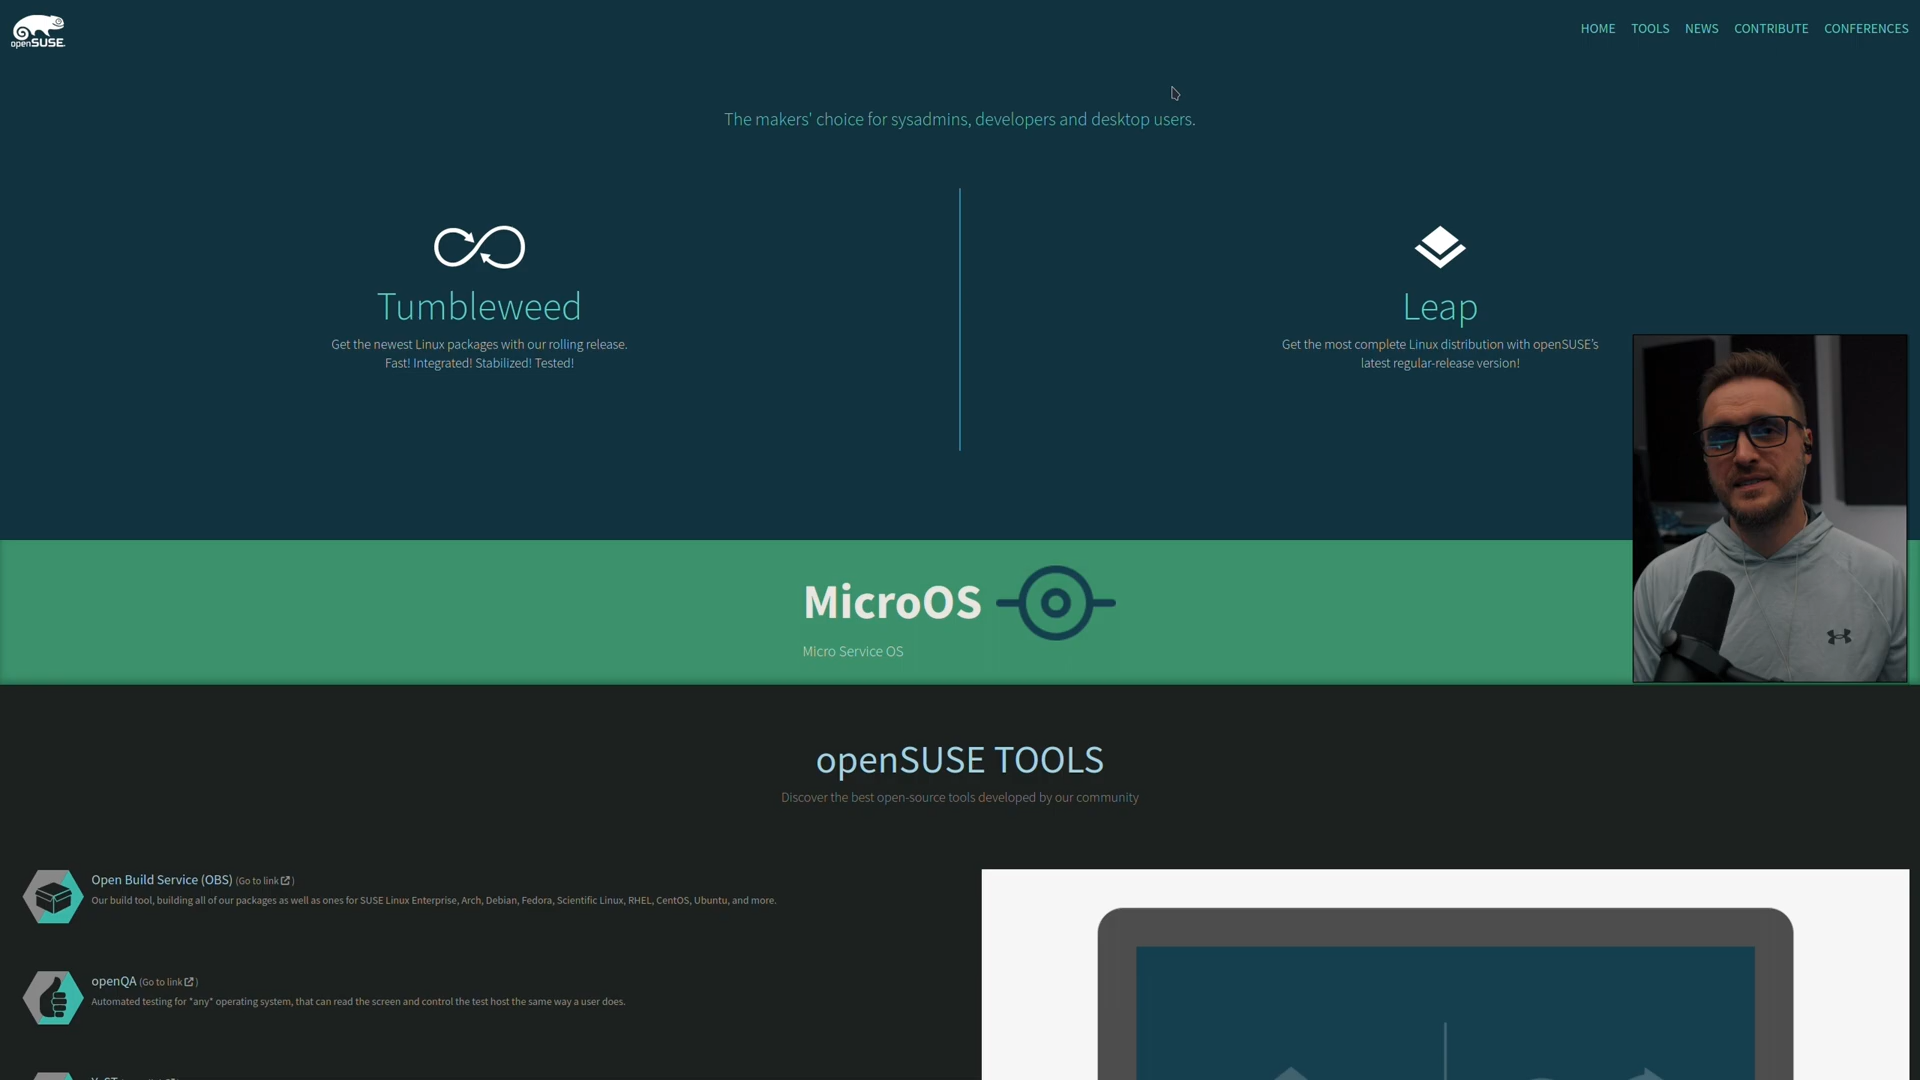 openSUSE.
HOME TOOLS NEWS CONTRIBUTE CONFERENCES
The makers' choice for sysadmins, developers and desktop users.
Tumbleweed
Get the newest Linux packages with our rolling release.
Fast! Integrated! Stabilized! Tested!
Leap
Get the most complete Linux distribution with openSUSE's
latest regular-release version!
MicroOS
Micro Service OS
openSUSE TOOLS
Discover the best open-source tools developed by our community
Open Build Service (OBS) (Go to link )
Our build tool, building all of our packages as well as ones for SUSE Linux Enterprise, Arch, Debian, Fedora, Scientific Linux, RHEL, CentOS, Ubuntu, and more.
openQA (Go to link )
Automated testing for *any* operating system, that can read the screen and control the test host the same way a user does.